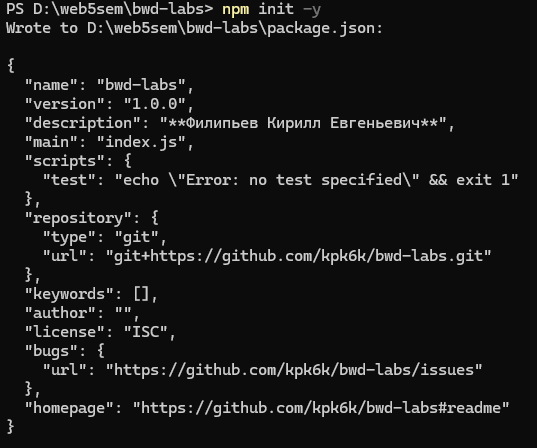 PS D:\web5sem\bwd-labs> npm init -y
Wrote to D:\web5sem\bwd-labs\package.json:
{
  "name": "bwd-labs",
  "version": "1.0.0",
  "description": "**Филипьев Кирилл Евгеньевич**",
  "main": "index.js",
  "scripts": {
    "test": "echo \"Error: no test specified\" && exit 1"
  },
  "repository": {
    "type": "git",
    "url": "git+https://github.com/kpk6k/bwd-labs.git"
  },
  "keywords": [],
  "author": "",
  "license": "ISC",
  "bugs": {
    "url": "https://github.com/kpk6k/bwd-labs/issues"
  },
  "homepage": "https://github.com/kpk6k/bwd-labs#readme"
}